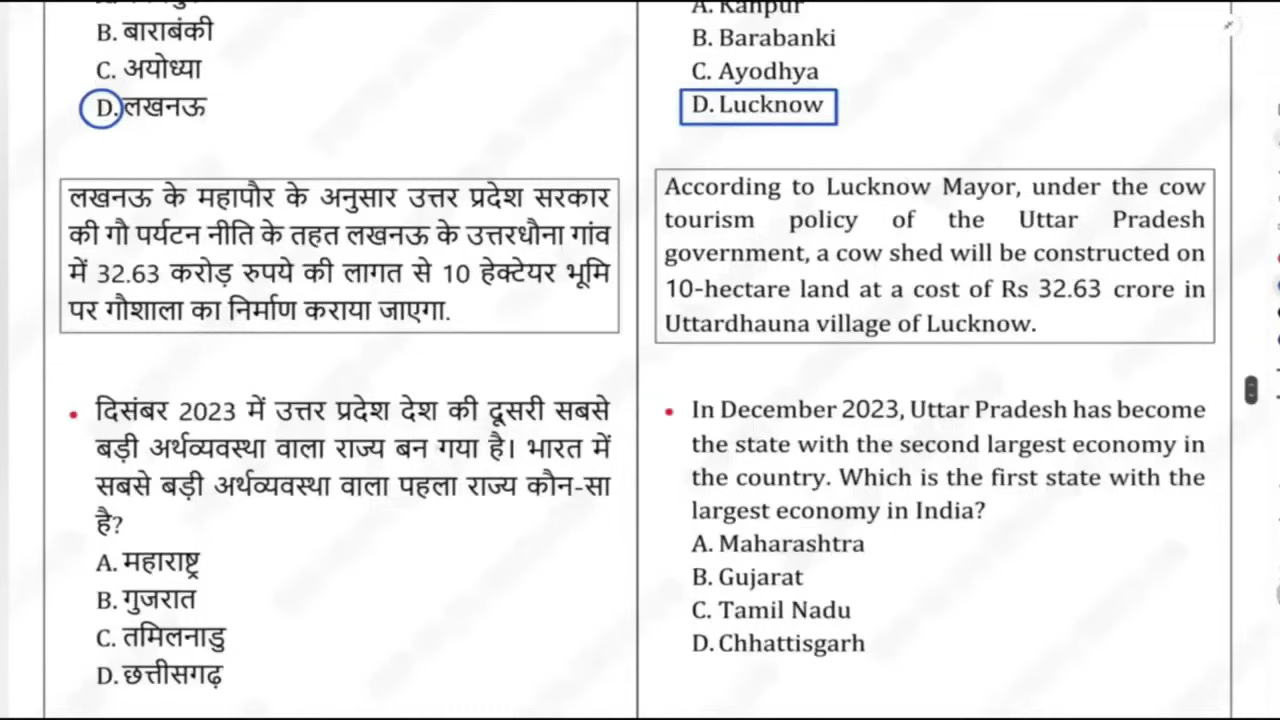 B. बाराबंकी
C. अयोध्या
D. लखनऊ
लखनऊ के महापौर के अनुसार उत्तर प्रदेश सरकार
की गौ पर्यटन नीति के तहत लखनऊ के उत्तरधौना गांव
में 32.63 करोड़ रुपये की लागत से 10 हेक्टेयर भूमि
पर गौशाला का निर्माण कराया जाएगा.
• दिसंबर 2023 में उत्तर प्रदेश देश की दूसरी सबसे
बड़ी अर्थव्यवस्था वाला राज्य बन गया है। भारत में
सबसे बड़ी अर्थव्यवस्था वाला पहला राज्य कौन-सा
है?
A. महाराष्ट्र
B. गुजरात
C. तमिलनाडु
D. छत्तीसगढ़
A. Kanpur
B. Barabanki
C. Ayodhya
D. Lucknow
According to Lucknow Mayor, under the cow
tourism policy of the Uttar Pradesh
government, a cow shed will be constructed on
10-hectare land at a cost of Rs 32.63 crore in
Uttardhauna village of Lucknow.
• In December 2023, Uttar Pradesh has become
the state with the second largest economy in
the country. Which is the first state with the
largest economy in India?
A. Maharashtra
B. Gujarat
C. Tamil Nadu
D. Chhattisgarh